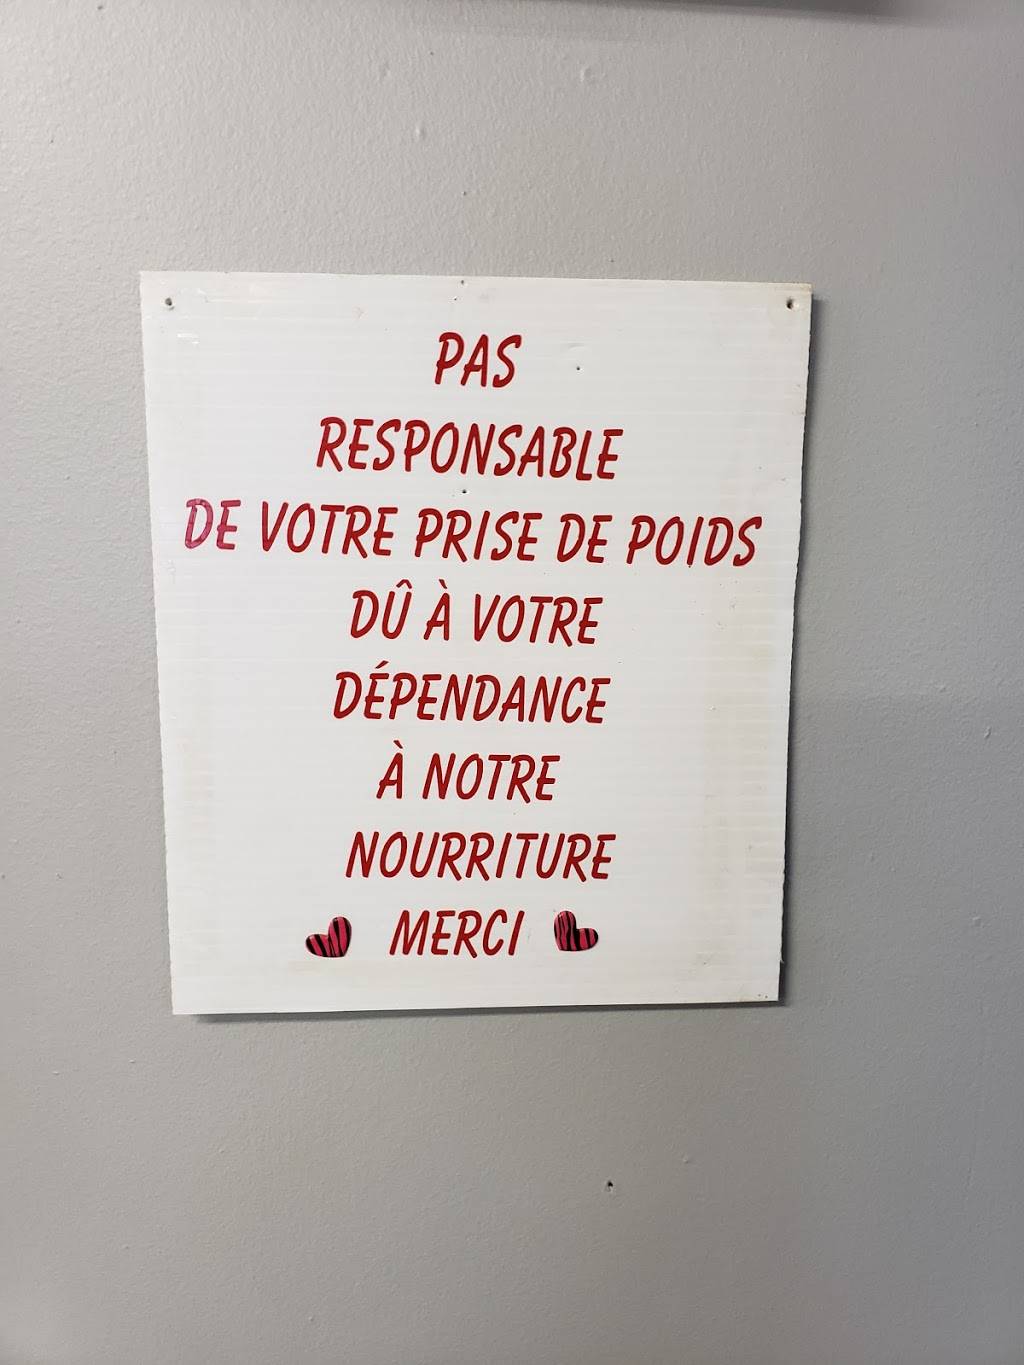 PAS
RESPONSABLE
DE VOTRE PRISE DE POIDS
DÛ À VOTRE
DÉPENDANCE
À NOTRE
NOURRITURE
MERCI